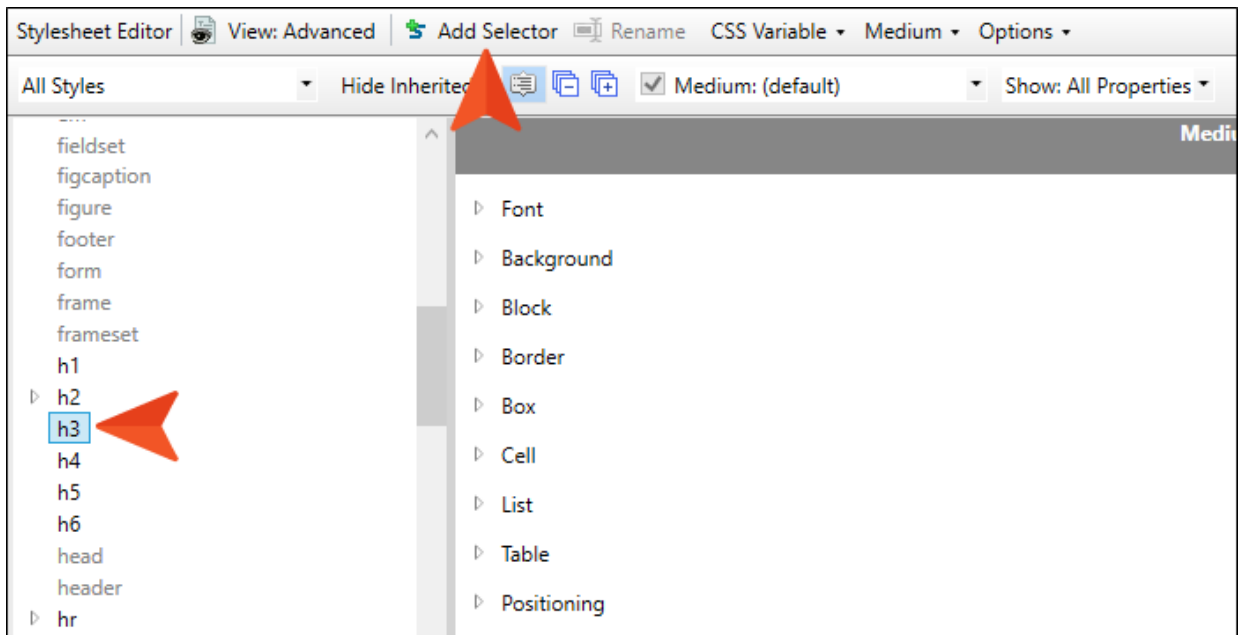 Stylesheet Editor View: Advanced Add Selector Rename CSS Variable Medium Options
All Styles Hide Inherited Medium: (default) Show: All Properties
fieldset
figcaption
figure
footer
form
frame
frameset
h1
h2
h3
h4
h5
h6
head
header
hr
Font
Background
Block
Border
Box
Cell
List
Table
Positioning